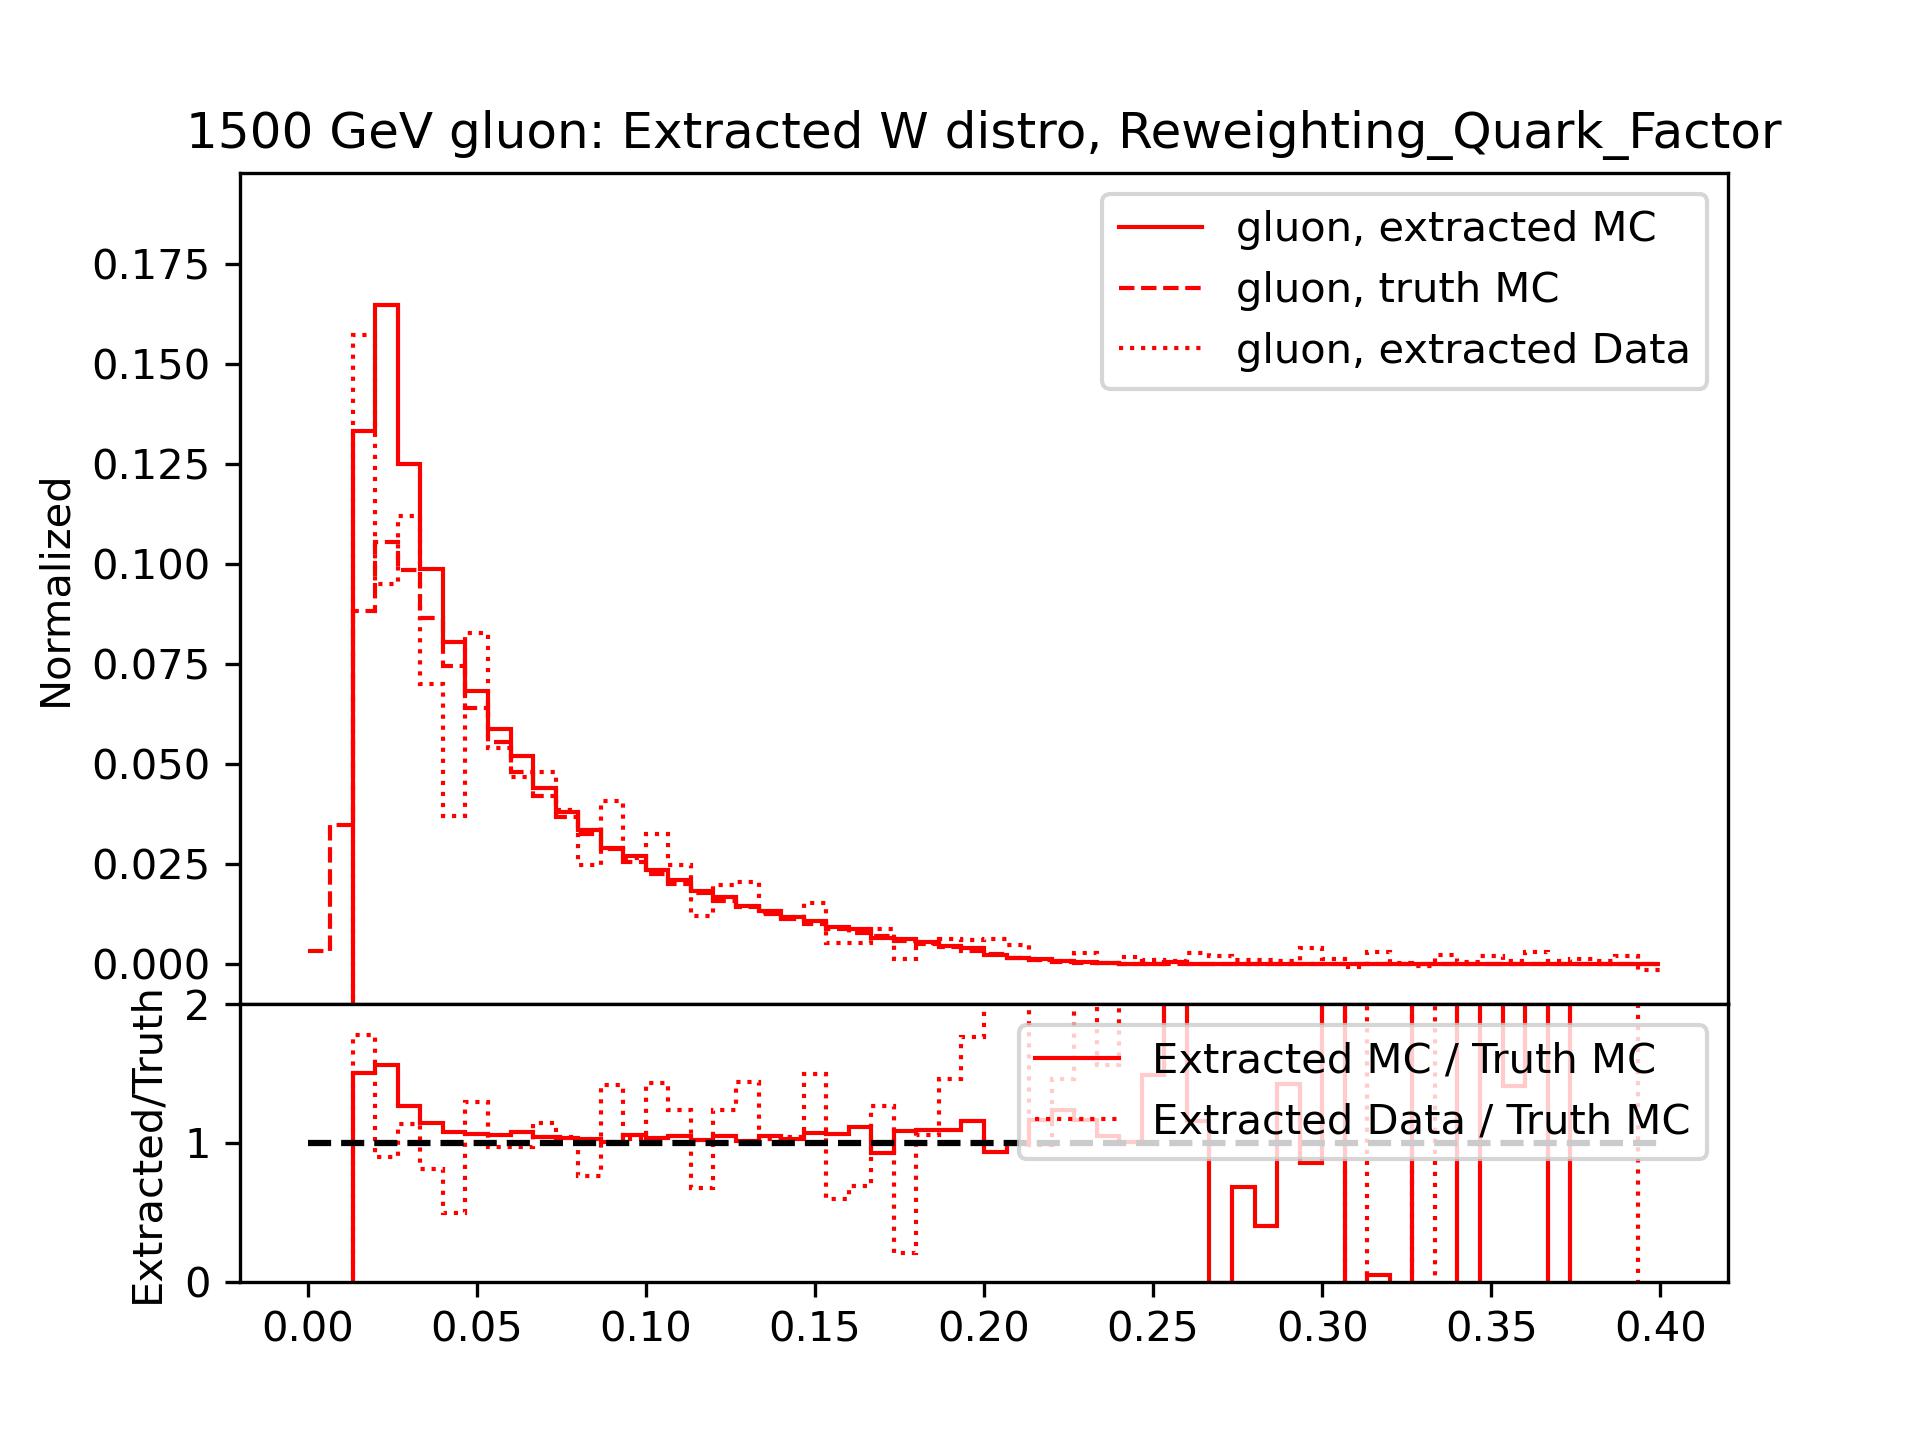 1500 GeV gluon: Extracted W distro, Reweighting_Quark_Factor
gluon, extracted MC
gluon, truth MC
gluon, extracted Data
Normalized
0.175
0.150
0.125
0.100
0.075
0.050
0.025
0.000
Extracted/Truth
2
1
0
Extracted MC / Truth MC
Extracted Data / Truth MC
0.00 0.05 0.10 0.15 0.20 0.25 0.30 0.35 0.40